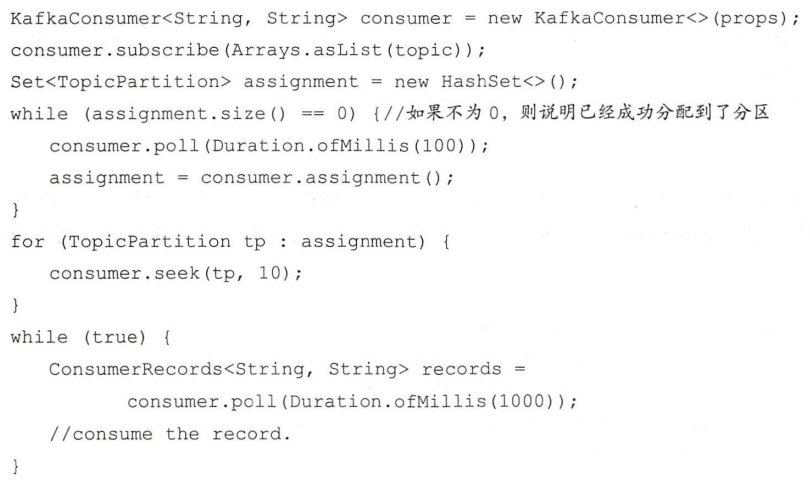 KafkaConsumer<String, String> consumer = new KafkaConsumer<>(props);
consumer.subscribe(Arrays.asList(topic));
Set<TopicPartition> assignment = new HashSet<>();
while (assignment.size() == 0) {//如果不为 0，则说明已经成功分配到了分区
    consumer.poll(Duration.ofMillis(100));
    assignment = consumer.assignment();
}
for (TopicPartition tp : assignment) {
    consumer.seek(tp, 10);
}
while (true) {
    ConsumerRecords<String, String> records =
            consumer.poll(Duration.ofMillis(1000));
    //consume the record.
}